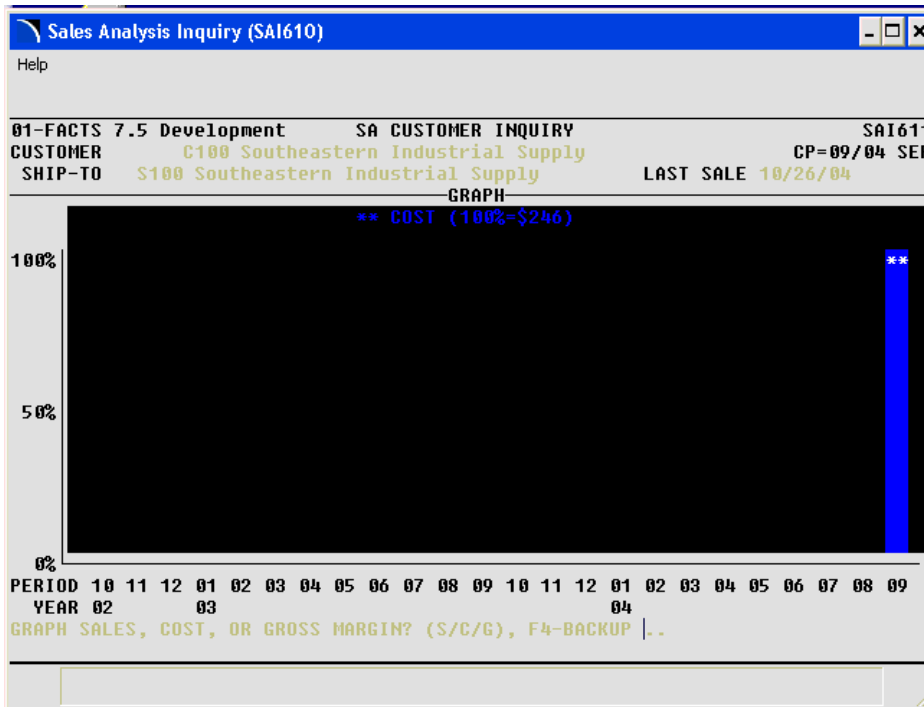 Sales Analysis Inquiry (SAI610)
Help
01-FACTS 7.5 Development SA CUSTOMER INQUIRY SAI611
CUSTOMER C100 Southeastern Industrial Supply CP=09/04 SEP
SHIP-TO S100 Southeastern Industrial Supply LAST SALE 10/26/04
GRAPH
** COST (100%=$246)
100%
**
50%
0%
PERIOD 10 11 12 01 02 03 04 05 06 07 08 09 10 11 12 01 02 03 04 05 06 07 08 09
YEAR 02 03 04
GRAPH SALES, COST, OR GROSS MARGIN? (S/C/G), F4-BACKUP ..